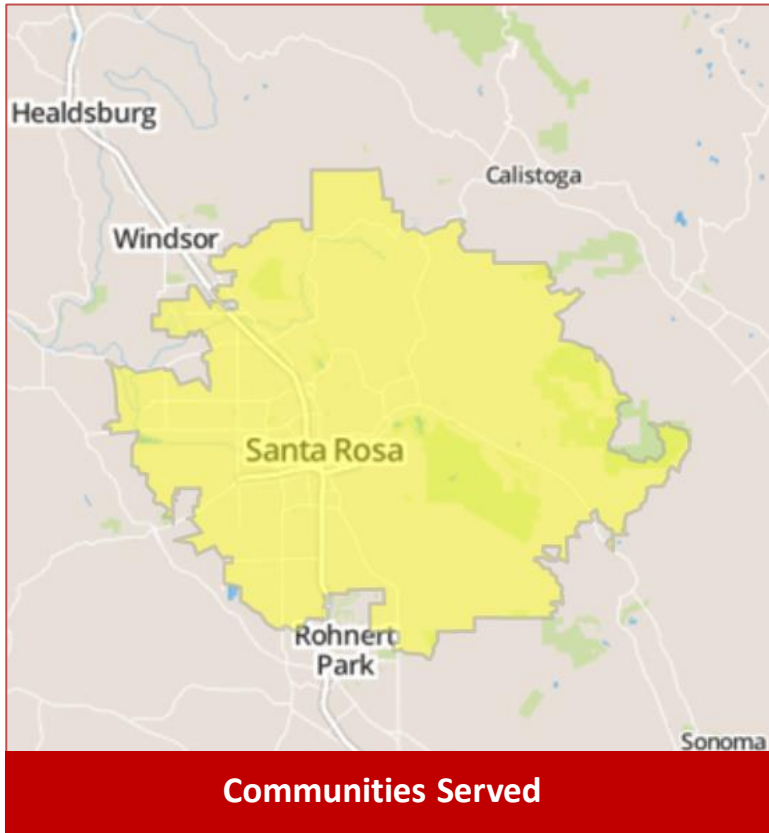 Healdsburg
Calistoga
Windsor
Santa Rosa
Rohnert
Park
Sonoma
Communities Served